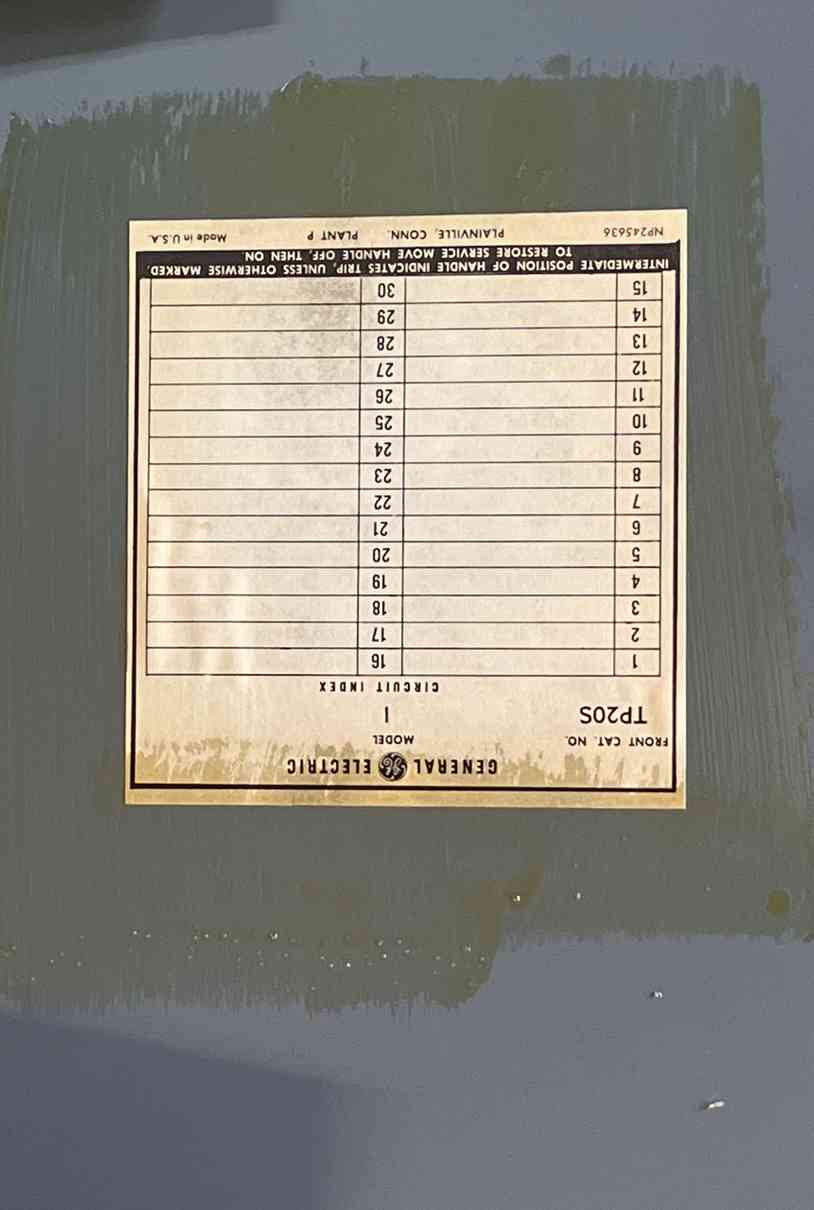 GENERAL GE ELECTRIC
FRONT CAT. NO. MODEL
TP20S 1
CIRCUIT INDEX
1 16
2 17
3 18
4 19
5 20
6 21
7 22
8 23
9 24
10 25
11 26
12 27
13 28
14 29
15 30
INTERMEDIATE POSITION OF HANDLE INDICATES TRIP, UNLESS OTHERWISE MARKED,
TO RESTORE SERVICE MOVE HANDLE OFF, THEN ON.
NP245636 PLAINVILLE, CONN. PLANT P Made in U.S.A.